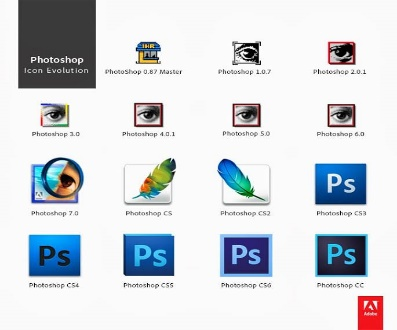 Photoshop
Icon Evolution
PhotoShop 0.87 Master
Photoshop 1.0.7
Photoshop 2.0.1
Photoshop 3.0
Photoshop 4.0.1
Photoshop 5.0
Photoshop 6.0
Photoshop 7.0
Photoshop CS
Photoshop CS2
Ps
Photoshop CS3
Ps
Ps
Ps
Ps
Photoshop CS4
Photoshop CS5
Photoshop CS6
Photoshop CC
Adobe